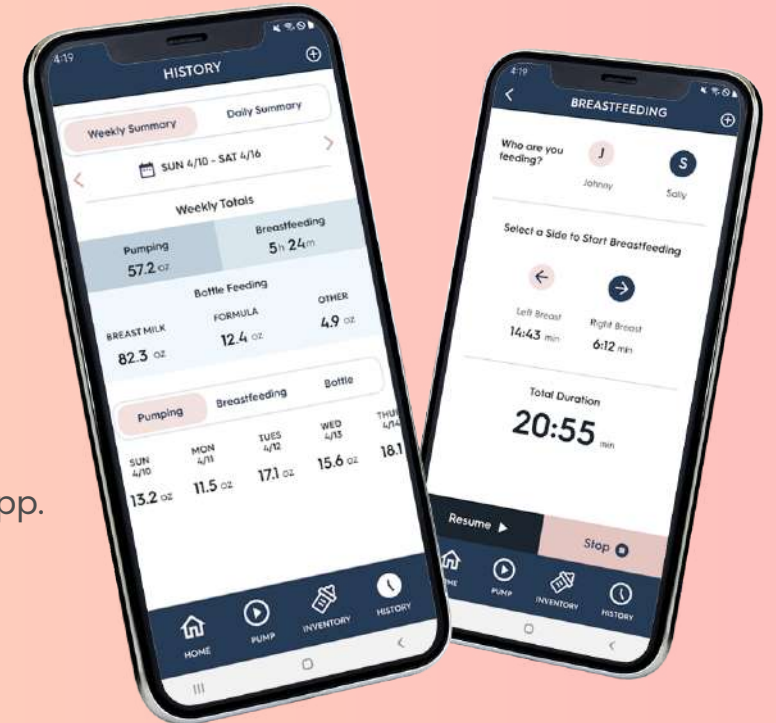 4:19
HISTORY
Weekly Summary
Daily Summary
SUN 4/10 - SAT 4/16
Weekly Totals
Pumping
57.2 oz
Breastfeeding
5h 24m
Bottle Feeding
BREAST MILK
82.3 oz
FORMULA
12.4 oz
OTHER
4.9 oz
Pumping
Breastfeeding
Bottle
SUN
4/10
13.2 oz
MON
4/11
11.5 oz
TUES
4/12
17.1 oz
WED
4/13
15.6 oz
4/14
18.1
HOME
PUMP
INVENTORY
HISTORY
4:19
BREASTFEEDING
Who are you
feeding?
J
Johnny
S
Sally
Select a Side to Start Breastfeeding
Left Breast
14:43 min
Right Breast
6:12 min
Total Duration
20:55 min
Resume
Stop
PUMP
INVENTORY
HISTORY